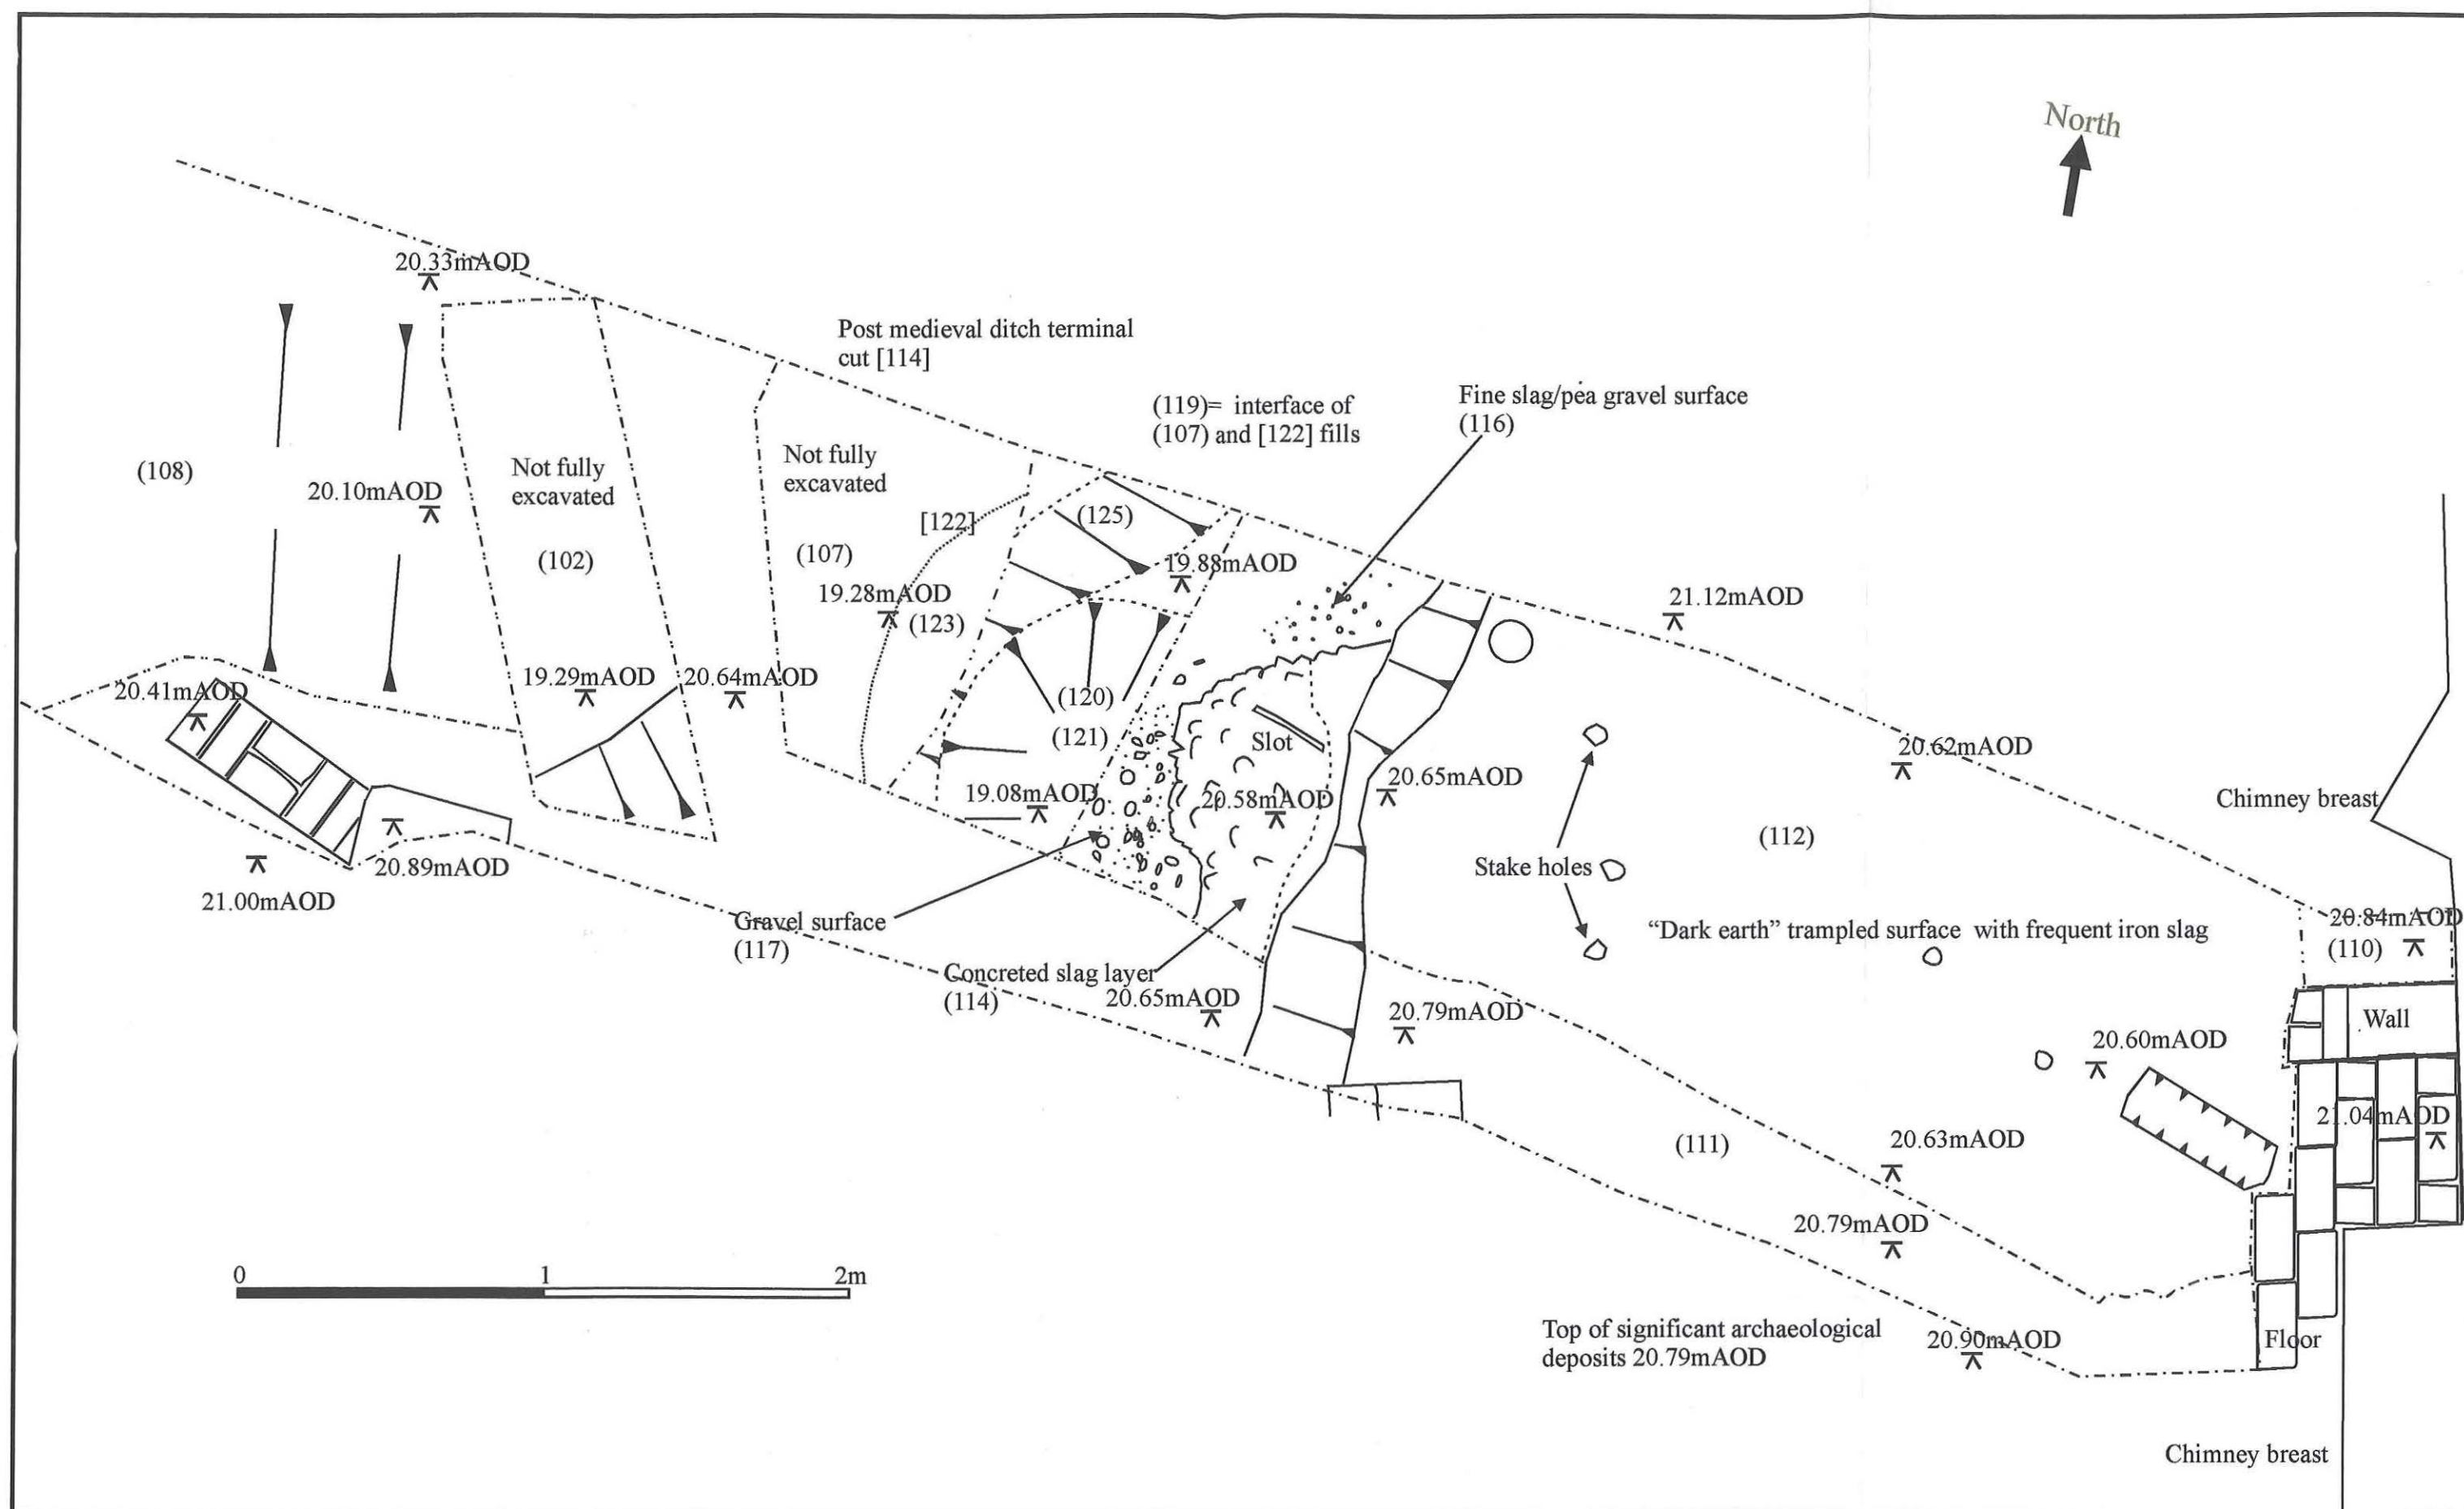 North
20.33mAOD
Post medieval ditch terminal
cut [114]
(119)= interface of
(107) and [122] fills
Fine slag/pea gravel surface
(116)
(108)
20.10mAOD
Not fully
excavated
(102)
Not fully
excavated
(107)
[122]
(125)
19.88mAOD
19.28mAOD
(123)
21.12mAOD
20.41mAOD
19.29mAOD
20.64mAOD
(120)
(121)
Slot
20.62mAOD
20.65mAOD
19.08mAOD
20.58mAOD
Chimney breast
(112)
Stake holes
20.89mAOD
21.00mAOD
Gravel surface
(117)
"Dark earth" trampled surface with frequent iron slag
20.84mAOD
(110)
Concreted slag layer
(114)
20.65mAOD
20.79mAOD
Wall
20.60mAOD
21.04mAOD
(111)
20.63mAOD
20.79mAOD
0 1 2m
Top of significant archaeological
deposits 20.79mAOD
20.90mAOD
Floor
Chimney breast